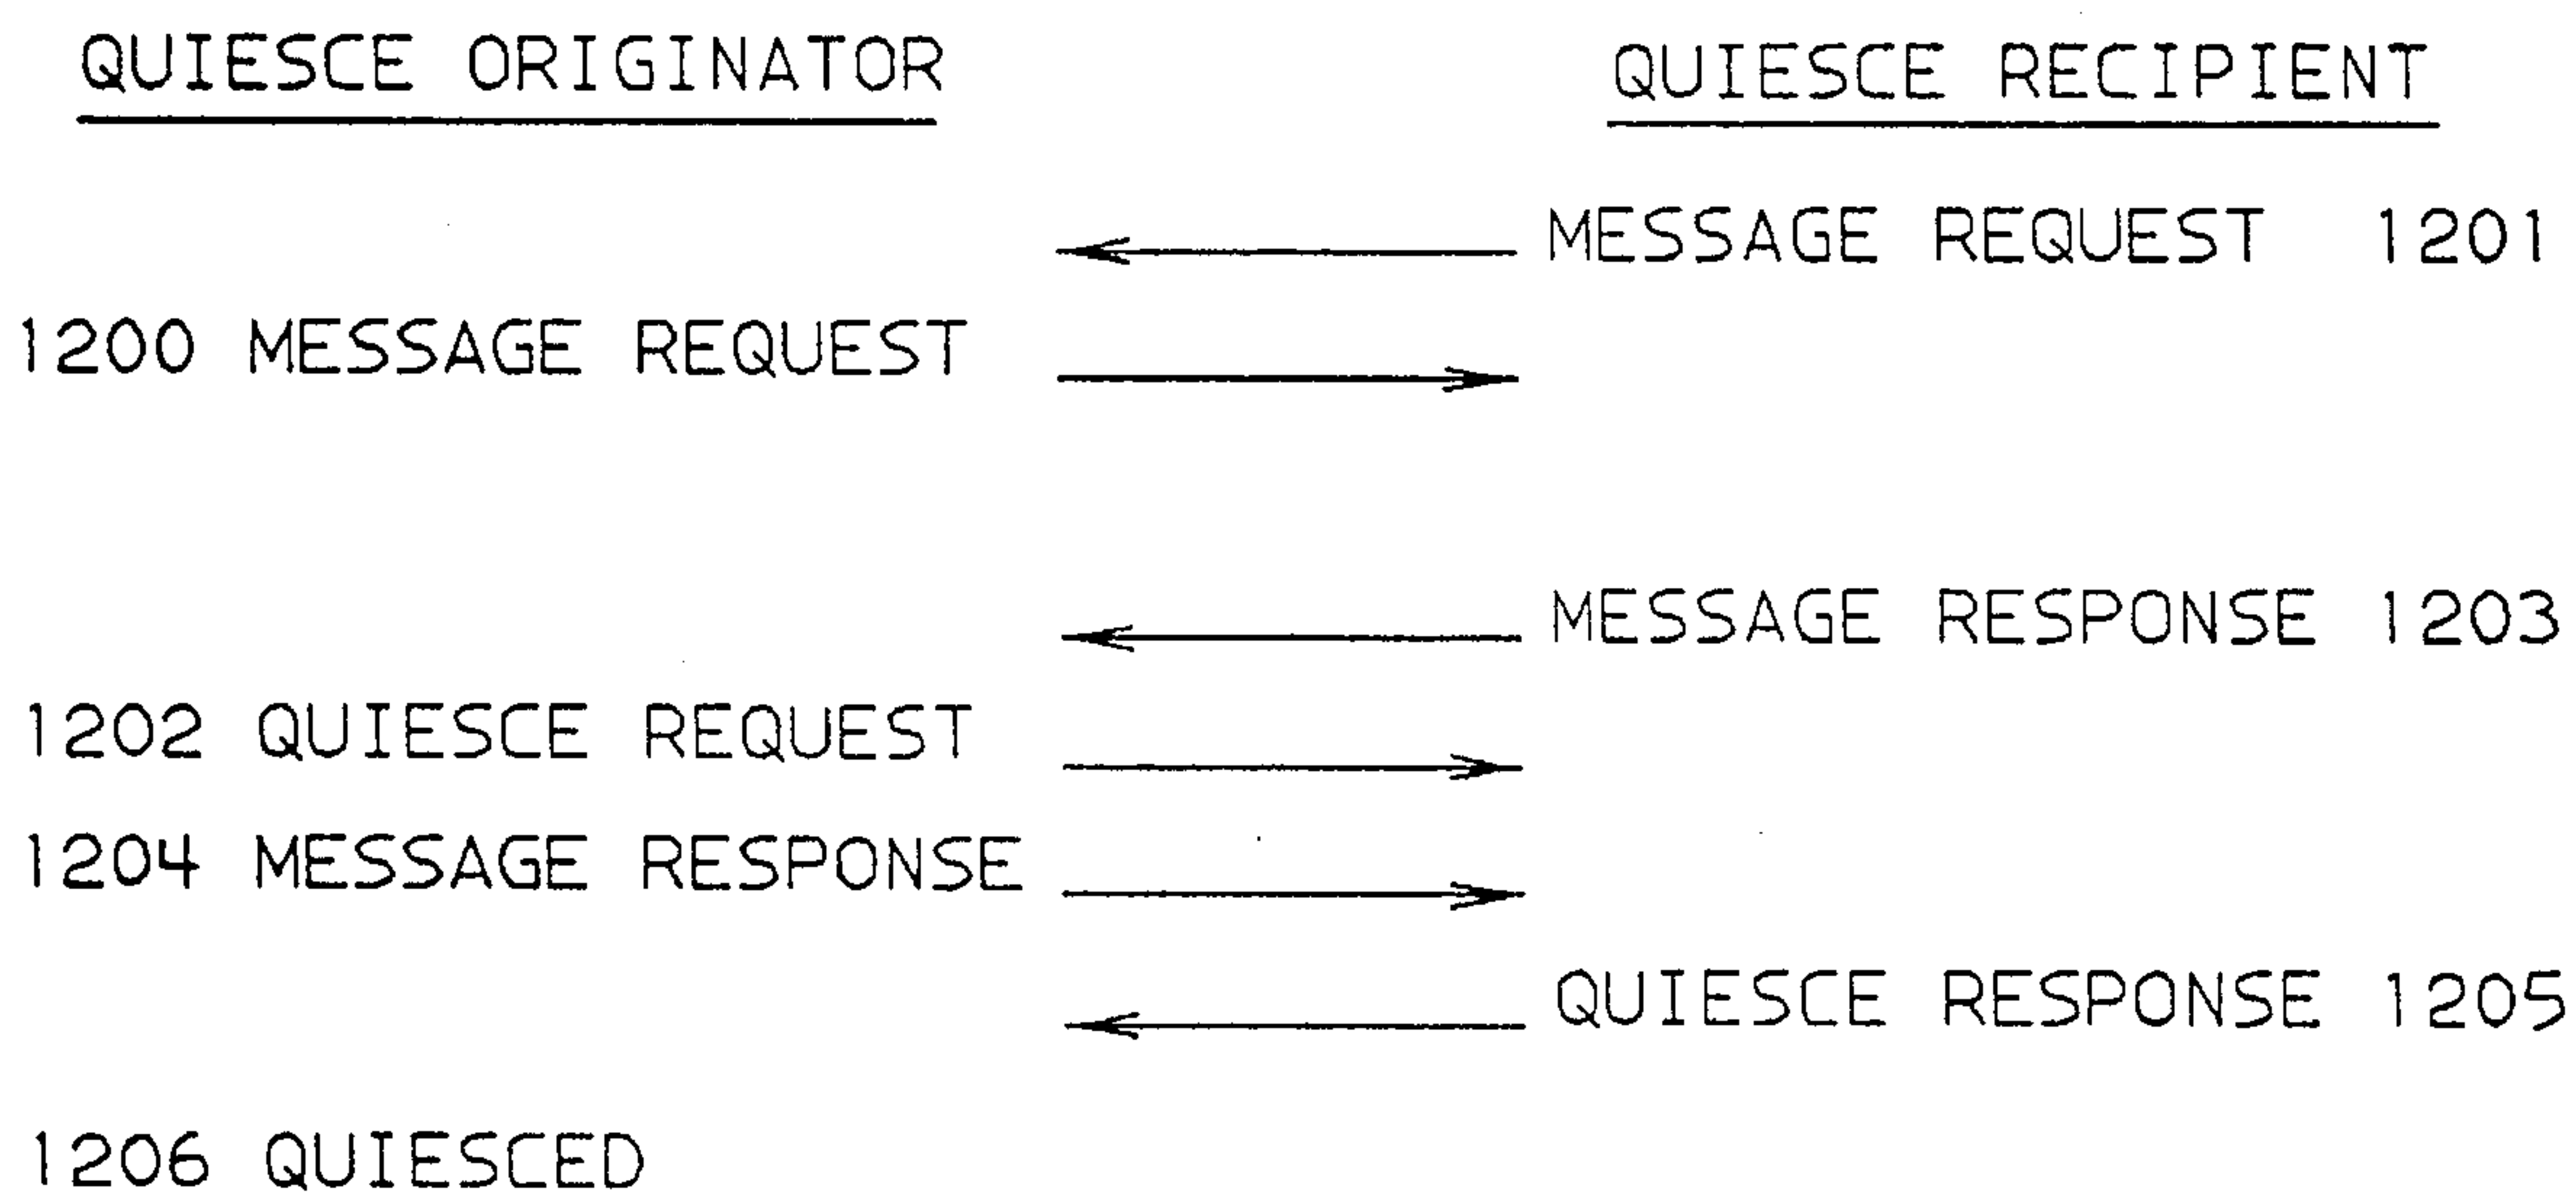 QUIESCE ORIGINATOR
QUIESCE RECIPIENT
MESSAGE REQUEST 1201
1200 MESSAGE REQUEST
MESSAGE RESPONSE 1203
1202 QUIESCE REQUEST
1204 MESSAGE RESPONSE
QUIESCE RESPONSE 1205
1206 QUIESCED